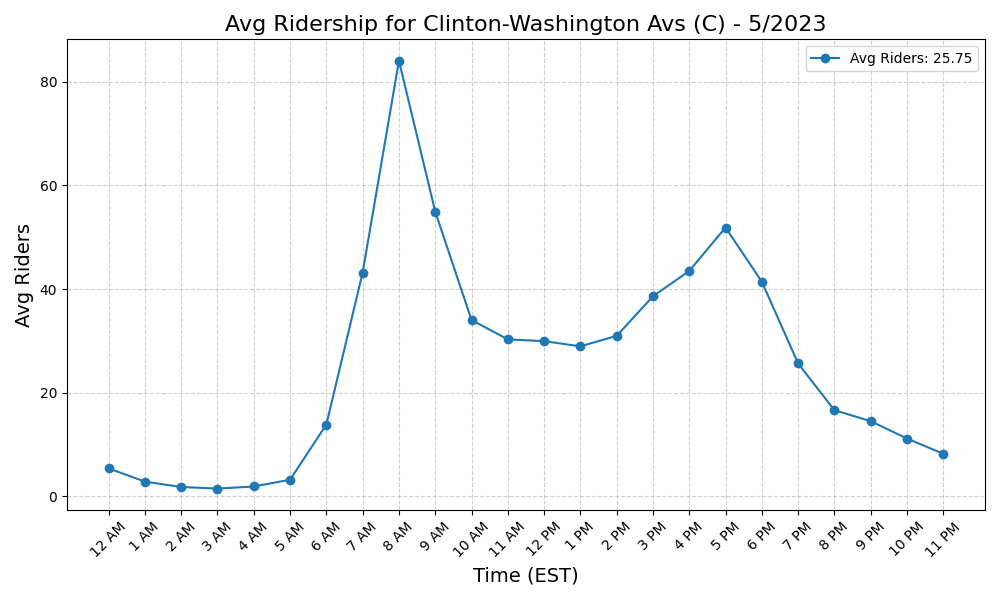 Avg Ridership for Clinton-Washington Avs (C) - 5/2023
Avg Riders: 25.75
Avg Riders
80
60
40
20
0
12 AM
1 AM
2 AM
3 AM
4 AM
5 AM
6 AM
7 AM
8 AM
9 AM
10 AM
11 AM
12 PM
1 PM
2 PM
3 PM
4 PM
5 PM
6 PM
7 PM
8 PM
9 PM
10 PM
11 PM
Time (EST)